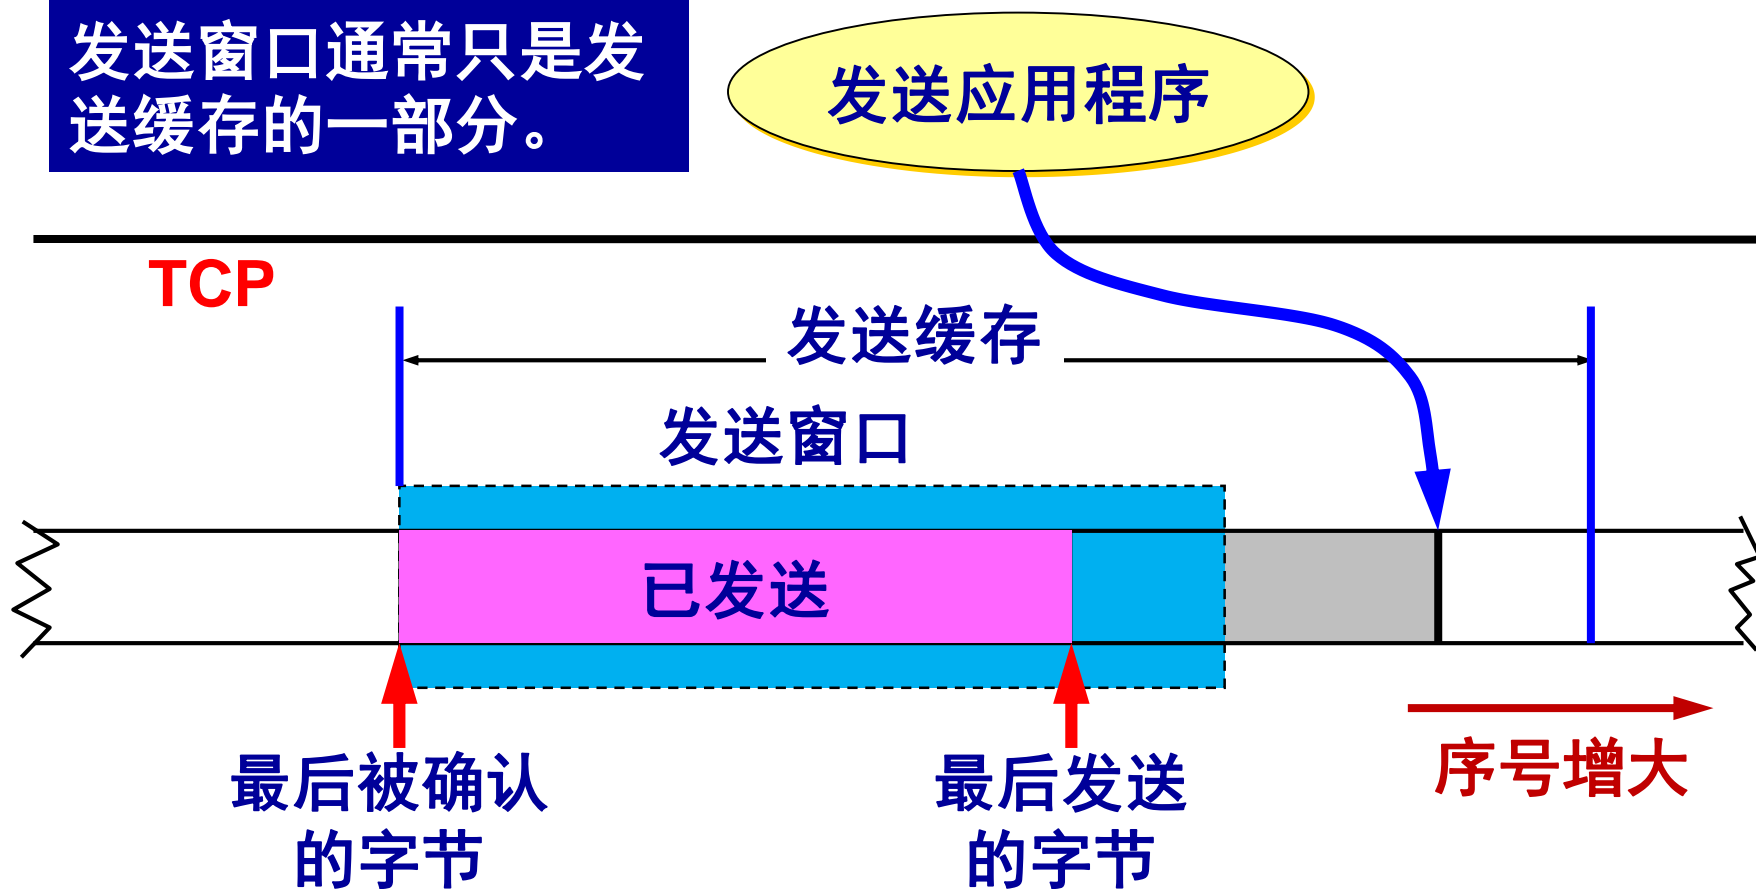 发送窗口通常只是发
送缓存的一部分。
发送应用程序
TCP
发送缓存
发送窗口
已发送
最后被确认
的字节
最后发送
的字节
序号增大